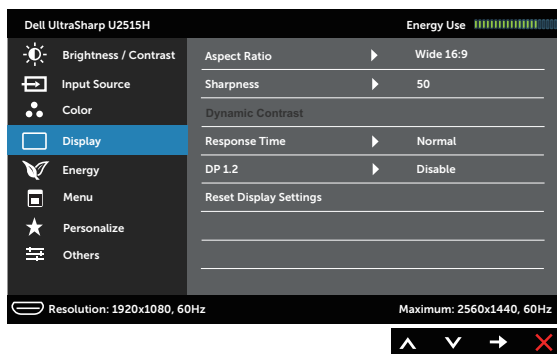 Dell UltraSharp U2515H Energy Use
Brightness / Contrast
Input Source
Color
Display
Energy
Menu
Personalize
Others
Aspect Ratio Wide 16:9
Sharpness 50
Dynamic Contrast
Response Time Normal
DP 1.2 Disable
Reset Display Settings
Resolution: 1920x1080, 60Hz Maximum: 2560x1440, 60Hz